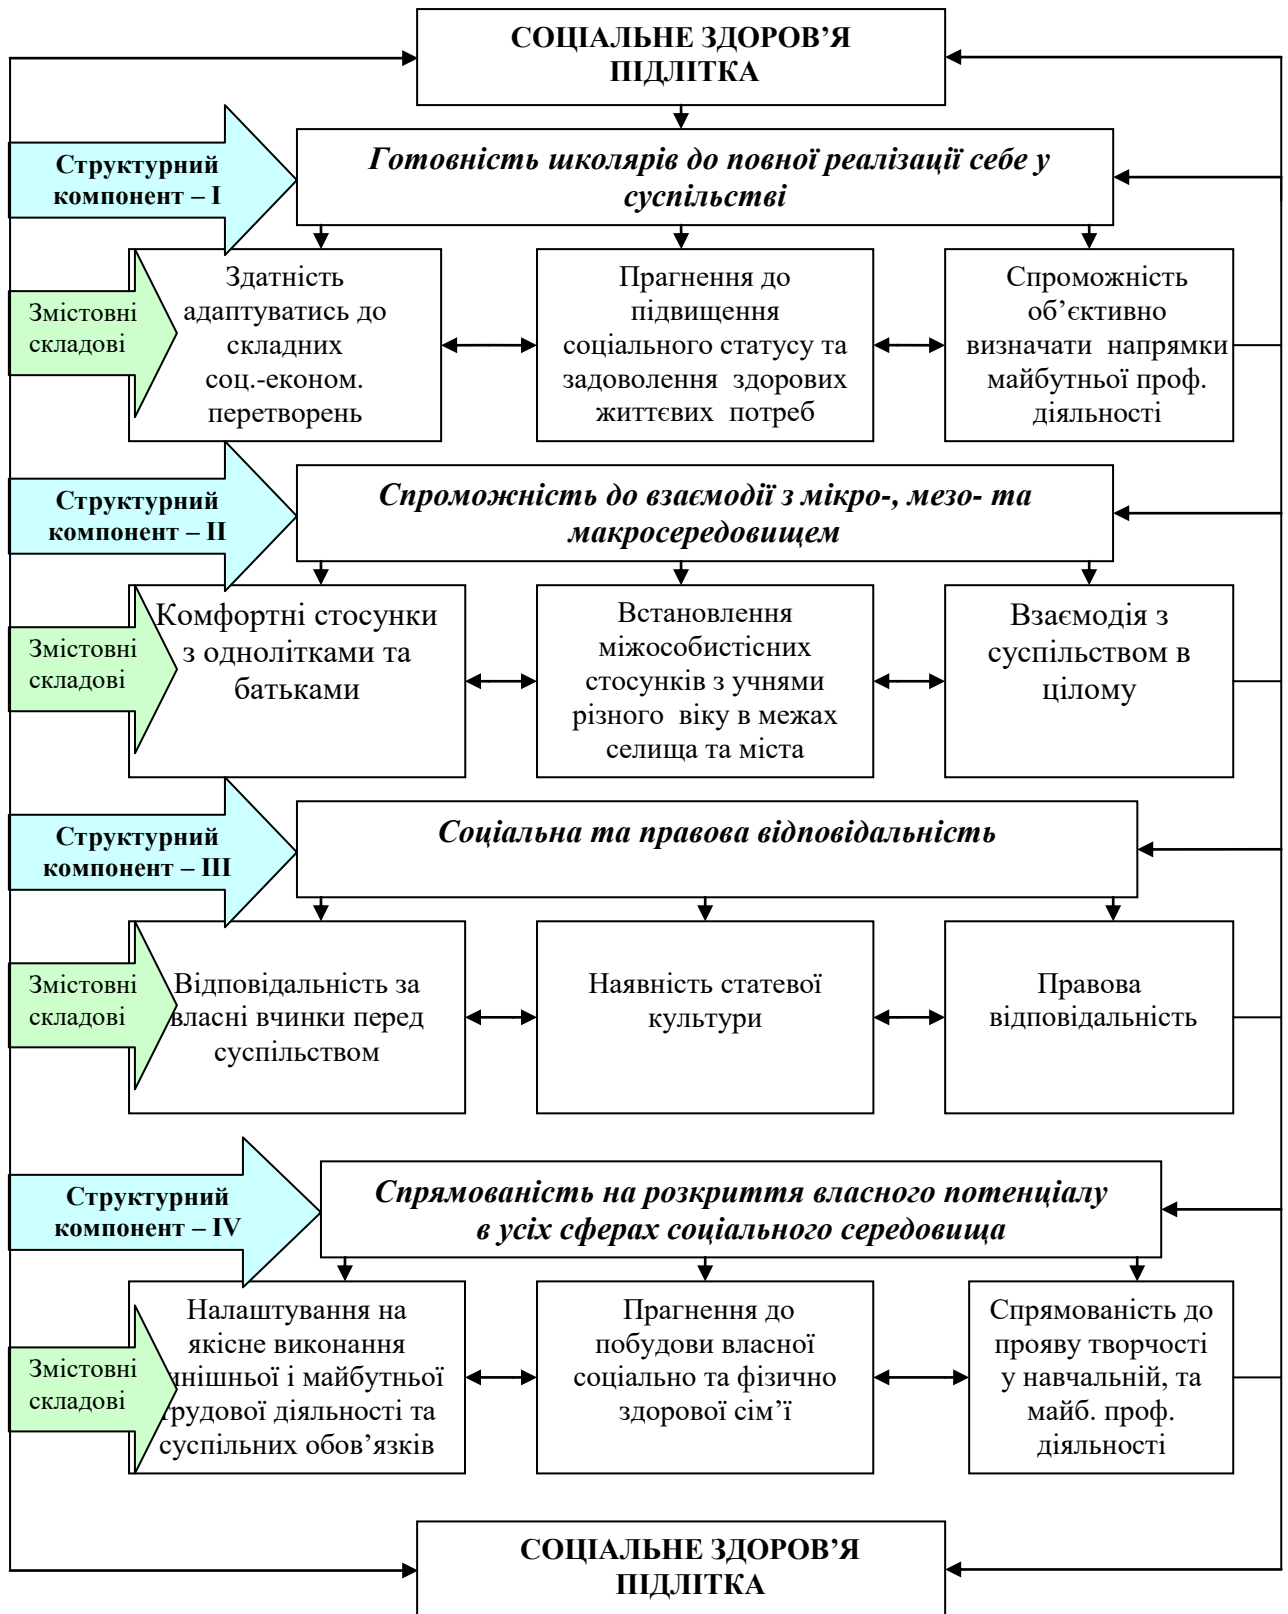 СОЦІАЛЬНЕ ЗДОРОВ’Я
ПІДЛІТКА
Структурний
компонент – І
Готовність школярів до повної реалізації себе у
суспільстві
Змістовні
складові
Здатність
адаптуватись до
складних
соц.-економ.
перетворень
Прагнення до
підвищення
соціального статусу та
задоволення здорових
життєвих потреб
Спроможність
об’єктивно
визначати напрямки
майбутньої проф.
діяльності
Структурний
компонент – ІІ
Спроможність до взаємодії з мікро-, мезо- та
макросередовищем
Змістовні
складові
Комфортні стосунки
з однолітками та
батьками
Встановлення
міжособистісних
стосунків з учнями
різного віку в межах
селища та міста
Взаємодія з
суспільством в
цілому
Структурний
компонент – ІІІ
Соціальна та правова відповідальність
Змістовні
складові
Відповідальність за
власні вчинки перед
суспільством
Наявність статевої
культури
Правова
відповідальність
Структурний
компонент – IV
Спрямованість на розкриття власного потенціалу
в усіх сферах соціального середовища
Змістовні
складові
Налаштування на
якісне виконання
нинішньої і майбутньої
трудової діяльності та
суспільних обов’язків
Прагнення до
побудови власної
соціально та фізично
здорової сім’ї
Спрямованість до
прояву творчості
у навчальній, та
майб. проф.
діяльності
СОЦІАЛЬНЕ ЗДОРОВ’Я
ПІДЛІТКА